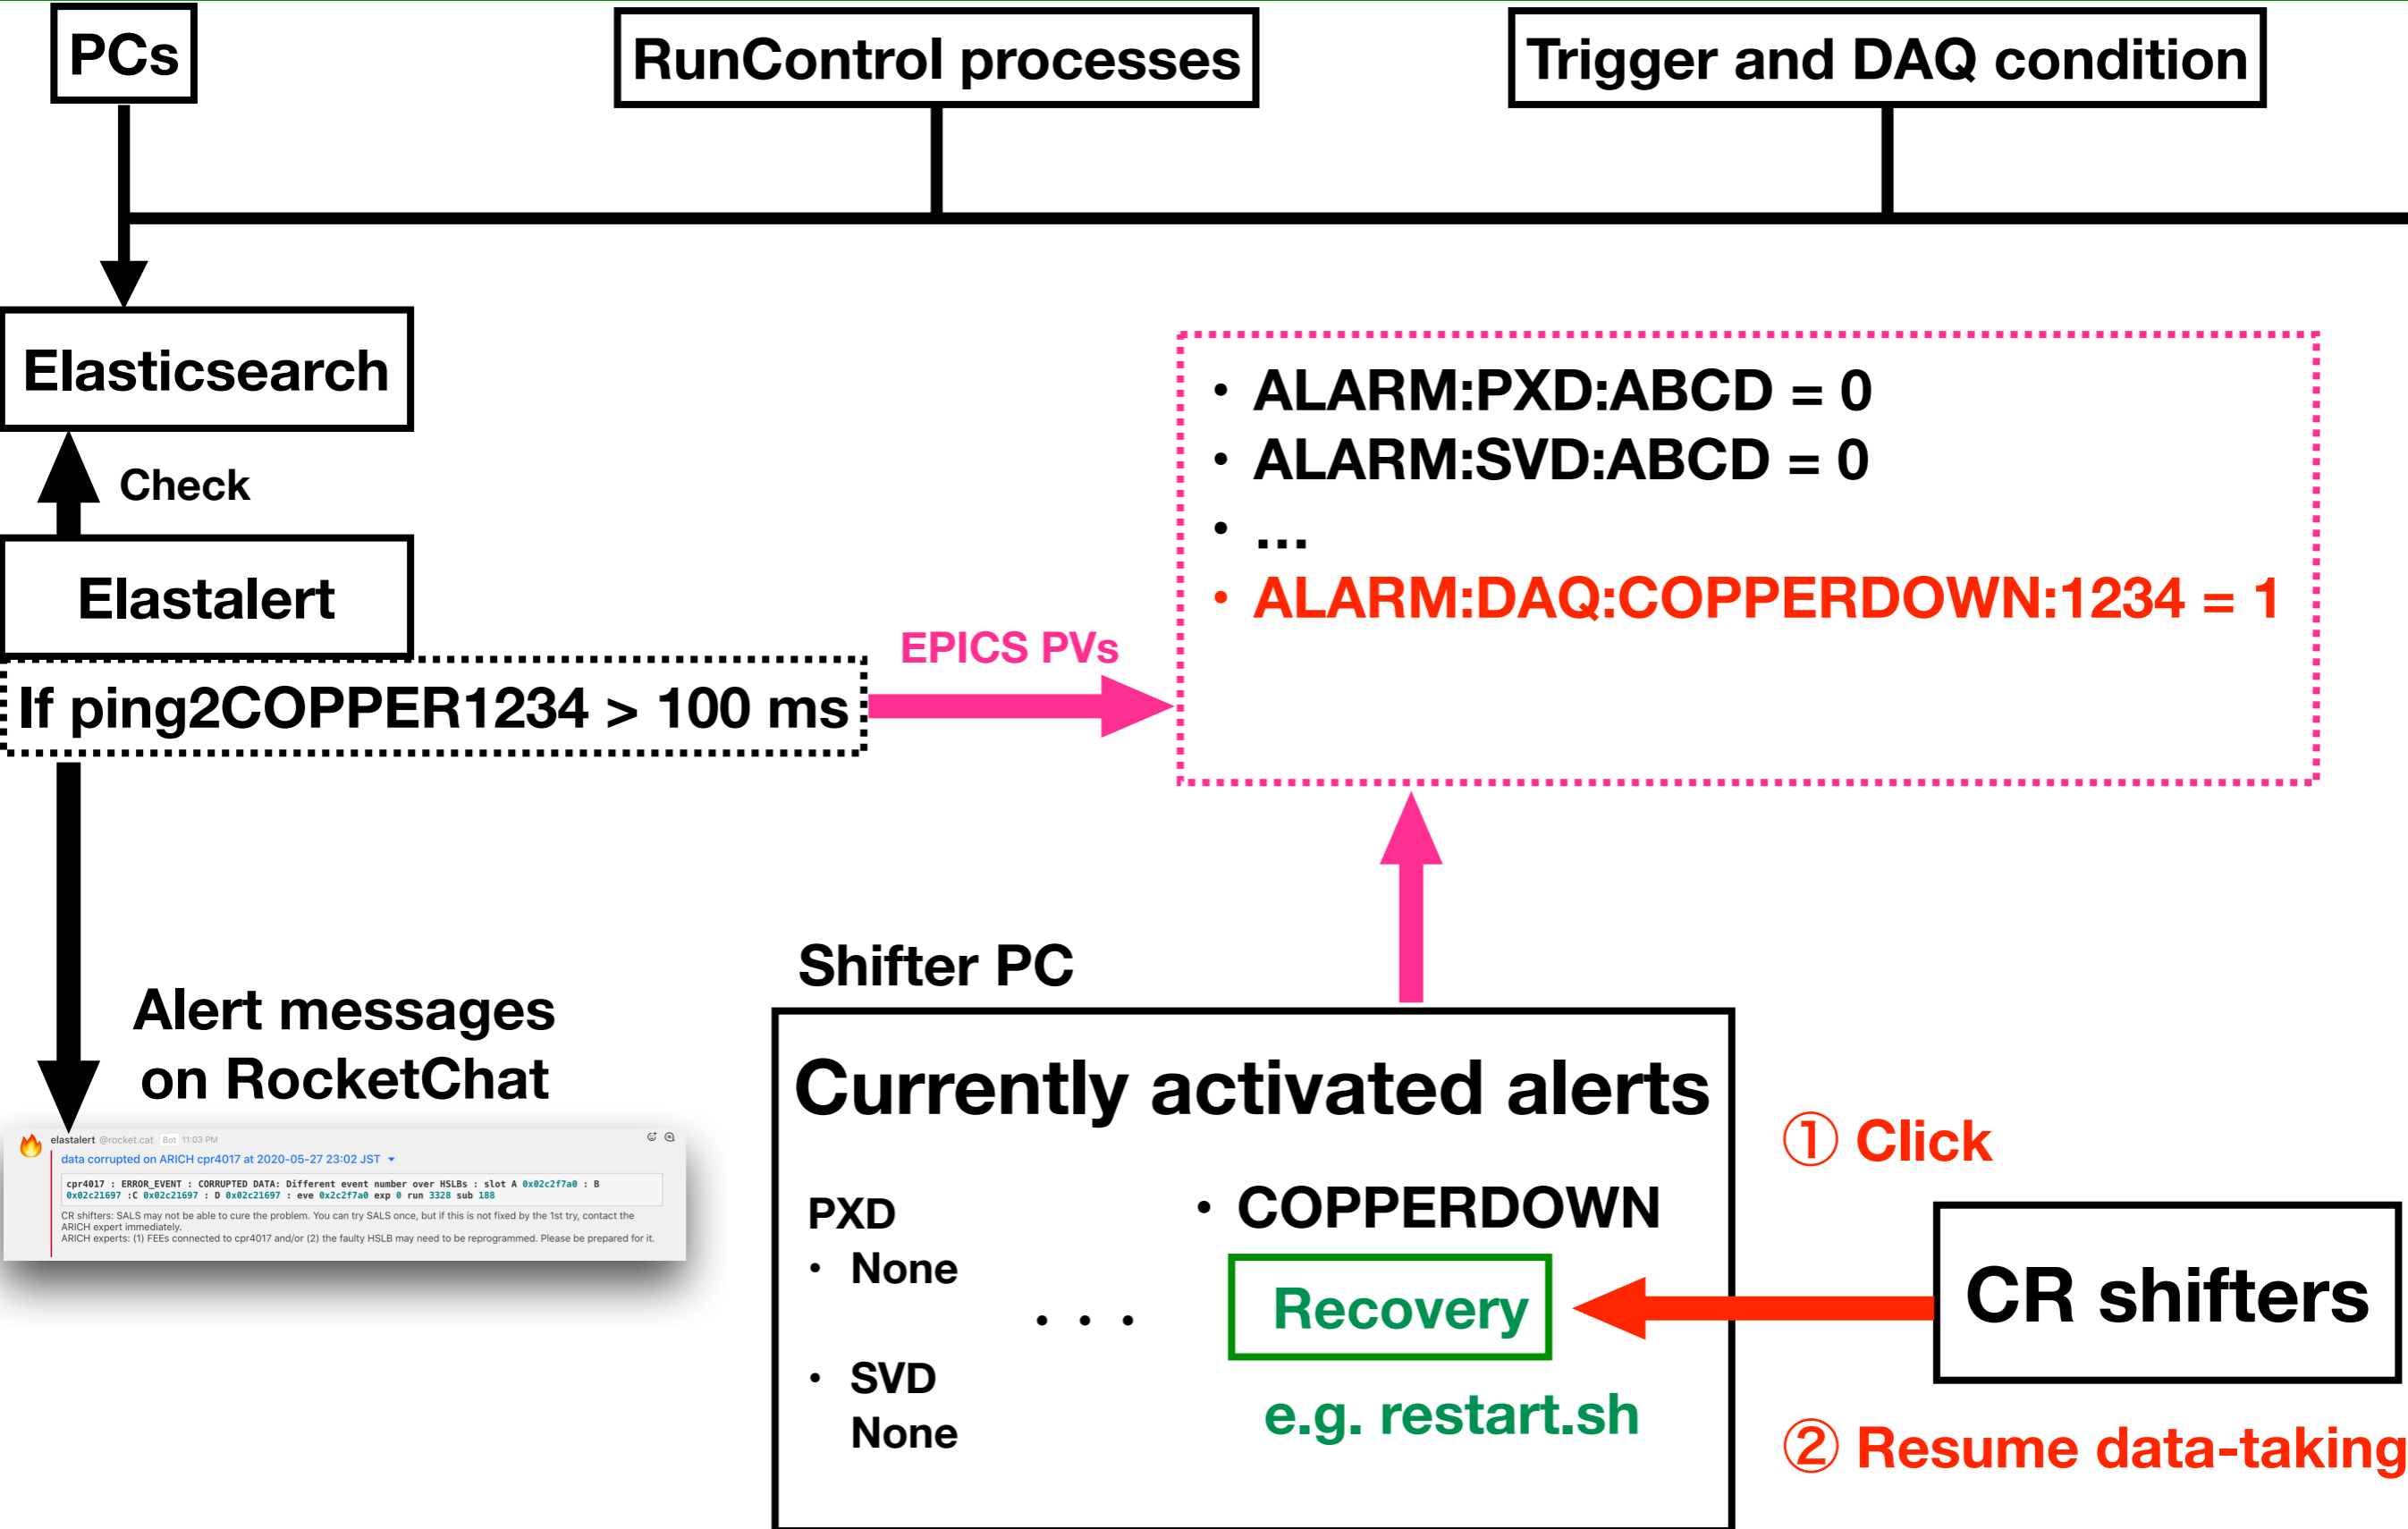 PCs
RunControl processes
Trigger and DAQ condition
Elasticsearch
Check
Elastalert
If ping2COPPER1234 > 100 ms
EPICS PVs
• ALARM:PXD:ABCD = 0
• ALARM:SVD:ABCD = 0
• ...
• ALARM:DAQ:COPPERDOWN:1234 = 1
Alert messages
on RocketChat
elastalert @rocket.cat Bot 11:03 PM
data corrupted on ARICH cpr4017 at 2020-05-27 23:02 JST
cpr4017 : ERROR_EVENT : CORRUPTED DATA: Different event number over HSLBs : slot A 0x02c2f7a0 : B
0x02c21697 :C 0x02c21697 : D 0x02c21697 : eve 0x2c2f7a0 exp 0 run 3328 sub 188
CR shifters: SALS may not be able to cure the problem. You can try SALS once, but if this is not fixed by the 1st try, contact the
ARICH expert immediately.
ARICH experts: (1) FEEs connected to cpr4017 and/or (2) the faulty HSLB may need to be reprogrammed. Please be prepared for it.
Shifter PC
Currently activated alerts
PXD
• None
• SVD
None
. . .
• COPPERDOWN
Recovery
e.g. restart.sh
① Click
CR shifters
② Resume data-taking